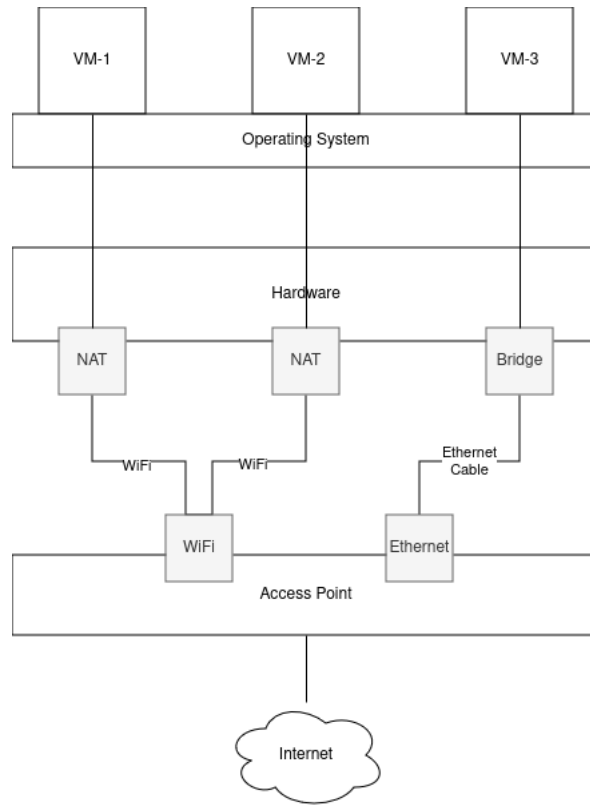 VM-1
VM-2
VM-3
Operating System
Hardware
NAT
NAT
Bridge
WiFi
WiFi
Ethernet
Cable
WiFi
Ethernet
Access Point
Internet